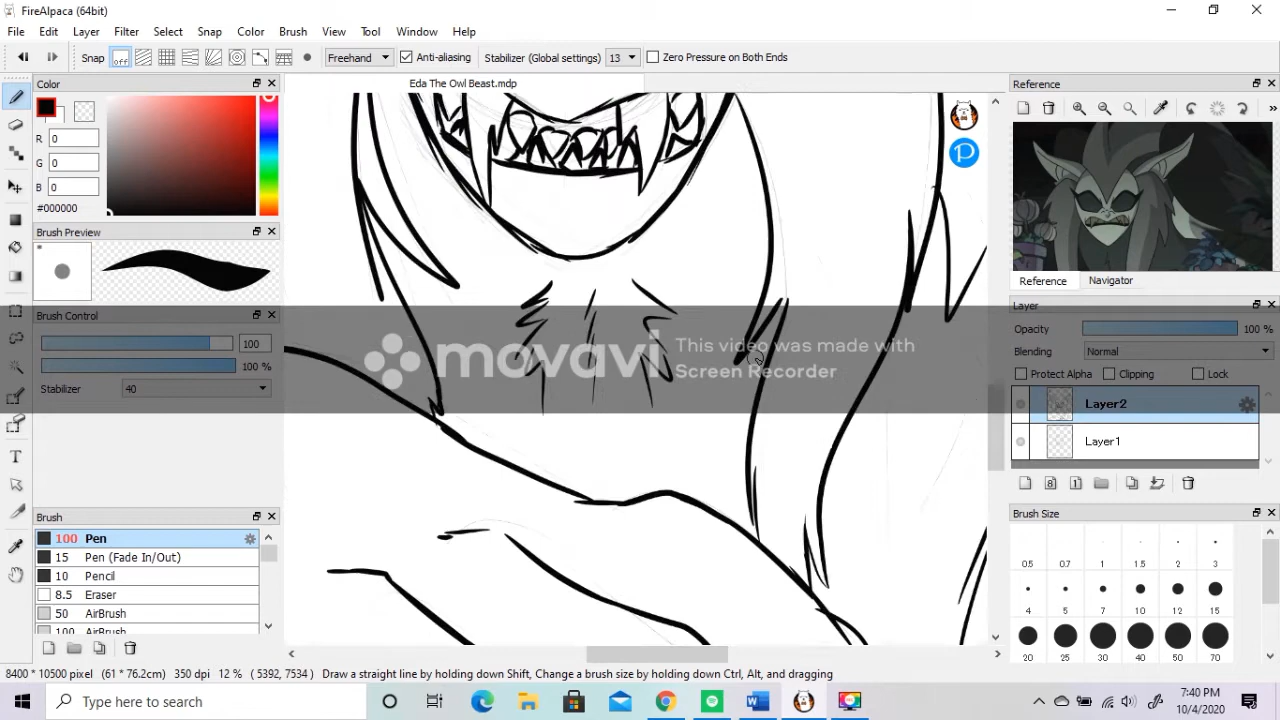 FireAlpaca (64bit)
File Edit Layer Filter Select Snap Color Brush View Tool Window Help
Snap off Freehand Anti-aliasing Stabilizer (Global settings) 13 Zero Pressure on Both Ends
Color
Eda The Owl Beast.mdp
Reference
R 0
G 0
B 0
#000000
Brush Preview
Reference Navigator
Brush Control
Layer
100
100 %
Stabilizer 40
Opacity 100 %
Blending Normal
Protect Alpha Clipping Lock
movavi This video was made with
Screen Recorder
Layer2
Layer1
Brush
100 Pen
15 Pen (Fade In/Out)
10 Pencil
8.5 Eraser
50 AirBrush
100 AirBrush
Brush Size
0.5 0.7 1 1.5 2 3
4 5 7 10 12 15
20 25 30 40 50 70
8400 * 10500 pixel (61 * 76.2cm) 350 dpi 12 % ( 5392, 7534 ) Draw a straight line by holding down Shift, Change a brush size by holding down Ctrl, Alt, and dragging
Type here to search
7:40 PM
10/4/2020